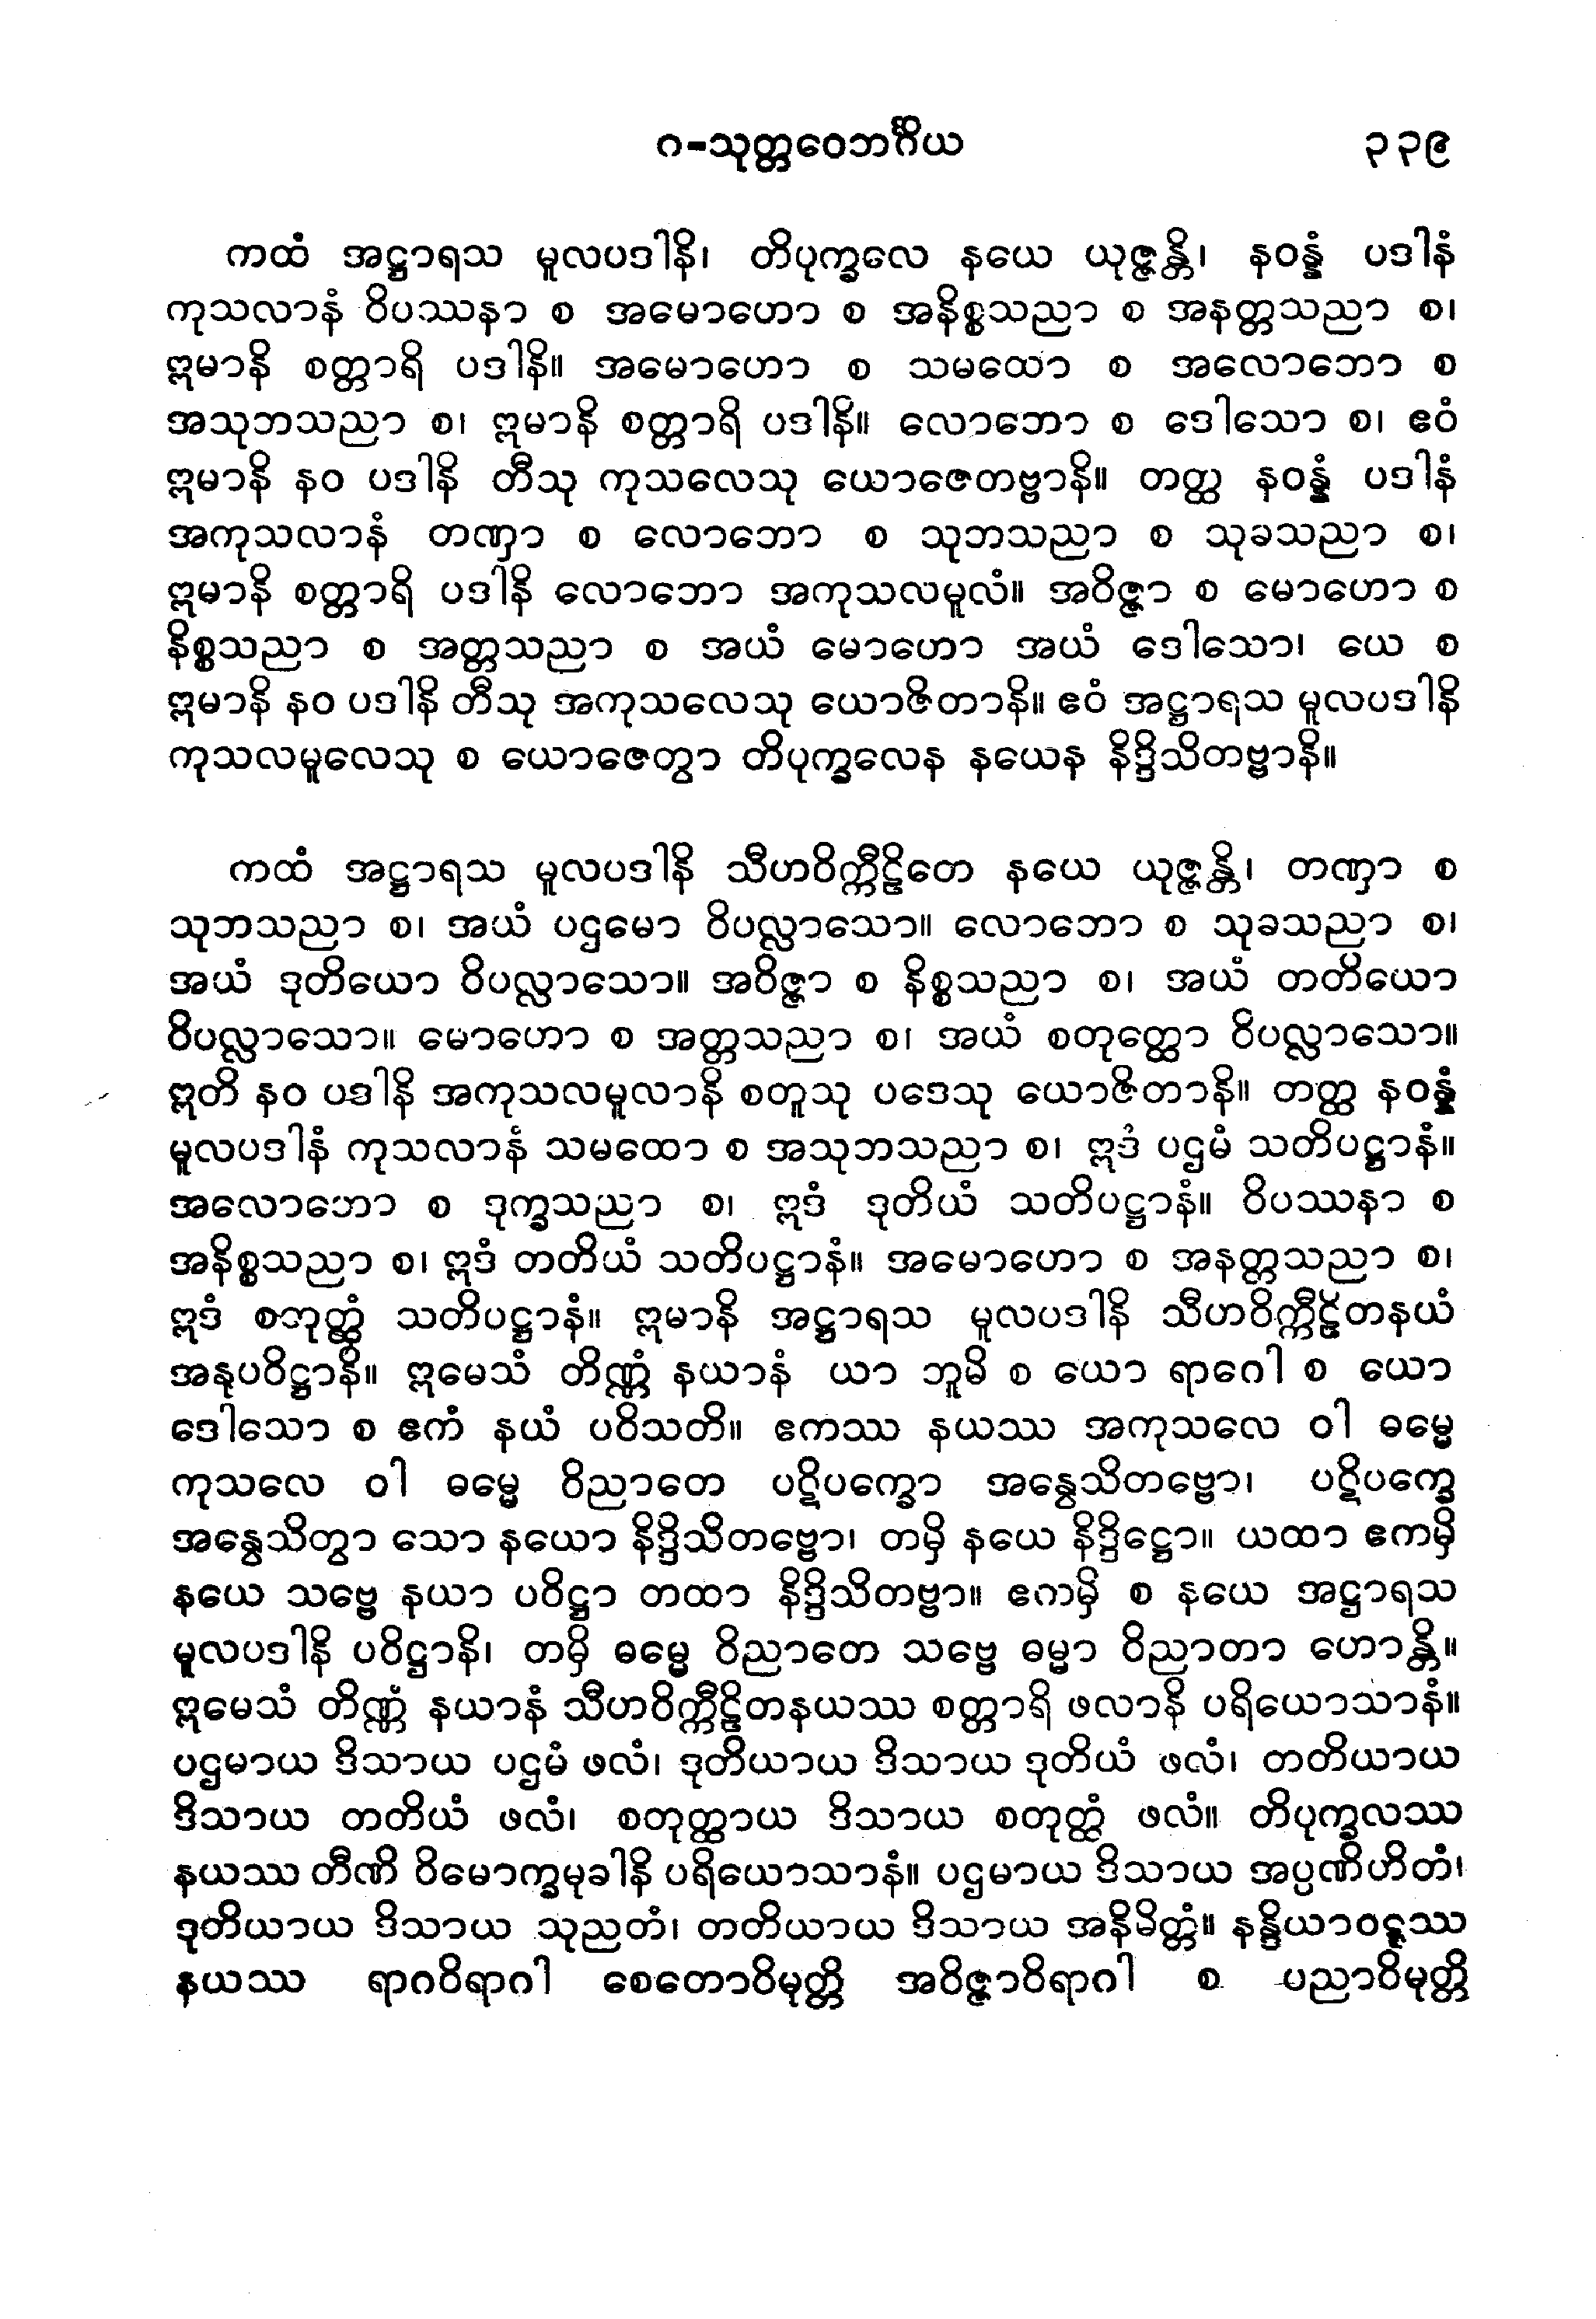 ၇-သုတ္တဝေဘင်္ဂိယ ၃၃၉
ကထံ အဋ္ဌာရသ မူလပဒါနိ၊ တိပုက္ခလေ နယေ ယုဇ္ဇန္တိ၊ နဝန္နံ ပဒါနံ
ကုသလာနံ ဝိပဿနာ စ အမောဟော စ အနိစ္စသညာ စ အနတ္တသညာ စ၊
ဣမာနိ စတ္တာရိ ပဒါနိ။ အမောဟော စ သမထော စ အလောဘော စ
အသုဘသညာ စ၊ ဣမာနိ စတ္တာရိ ပဒါနိ။ လောဘော စ ဒေါသော စ၊ ဧဝံ
ဣမာနိ နဝ ပဒါနိ တီသု ကုသလေသု ယောဇေတဗ္ဗာနိ။ တတ္ထ နဝန္နံ ပဒါနံ
အကုသလာနံ တဏှာ စ လောဘော စ သုဘသညာ စ သုခသညာ စ၊
ဣမာနိ စတ္တာရိ ပဒါနိ လောဘော အကုသလမူလံ။ အဝိဇ္ဇာ စ မောဟော စ
နိစ္စသညာ စ အတ္တသညာ စ အယံ မောဟော အယံ ဒေါသော၊ ယေ စ
ဣမာနိ နဝ ပဒါနိ တီသု အကုသလေသု ယောဇိတာနိ။ ဧဝံ အဋ္ဌာရသ မူလပဒါနိ
ကုသလမူလေသု စ ယောဇေတွာ တိပုက္ခလေန နယေန နိဒ္ဒိသိတဗ္ဗာနိ။
ကထံ အဋ္ဌာရသ မူလပဒါနိ သီဟဝိက္ကီဠိတေ နယေ ယုဇ္ဇန္တိ၊ တဏှာ စ
သုဘသညာ စ၊ အယံ ပဌမော ဝိပလ္လာသော။ လောဘော စ သုခသညာ စ၊
အယံ ဒုတိယော ဝိပလ္လာသော။ အဝိဇ္ဇာ စ နိစ္စသညာ စ၊ အယံ တတိယော
ဝိပလ္လာသော။ မောဟော စ အတ္တသညာ စ၊ အယံ စတုတ္ထော ဝိပလ္လာသော။
ဣတိ နဝ ပဒါနိ အကုသလမူလာနိ စတူသု ပဒေသု ယောဇိတာနိ။ တတ္ထ နဝန္နံ
မူလပဒါနံ ကုသလာနံ သမထော စ အသုဘသညာ စ၊ ဣဒံ ပဌမံ သတိပဋ္ဌာနံ။
အလောဘော စ ဒုက္ခသညာ စ၊ ဣဒံ ဒုတိယံ သတိပဋ္ဌာနံ။ ဝိပဿနာ စ
အနိစ္စသညာ စ၊ ဣဒံ တတိယံ သတိပဋ္ဌာနံ။ အမောဟော စ အနတ္တသညာ စ၊
ဣဒံ စတုတ္ထံ သတိပဋ္ဌာနံ။ ဣမာနိ အဋ္ဌာရသ မူလပဒါနိ သီဟဝိက္ကီဠိတနယံ
အနုပဝိဋ္ဌာနိ။ ဣမေသံ တိဏ္ဏံ နယာနံ ယာ ဘူမိ စ ယော ရာဂေါ စ ယော
ဒေါသော စ ဧကံ နယံ ပဝိသတိ။ ဧကဿ နယဿ အကုသလေ ဝါ ဓမ္မေ
ကုသလေ ဝါ ဓမ္မေ ဝိညာတေ ပဋိပက္ခော အန္ဝေသိတဗ္ဗော၊ ပဋိပက္ခေ
အန္ဝေသိတွာ သော နယော နိဒ္ဒိသိတဗ္ဗော၊ တမှိ နယေ နိဒ္ဒိဋ္ဌော။ ယထာ ဧကမှိ
နယေ သဗ္ဗေ နယာ ပဝိဋ္ဌာ တထာ နိဒ္ဒိသိတဗ္ဗာ။ ဧကမှိ စ နယေ အဋ္ဌာရသ
မူလပဒါနိ ပဝိဋ္ဌာနိ၊ တမှိ ဓမ္မေ ဝိညာတေ သဗ္ဗေ ဓမ္မာ ဝိညာတာ ဟောန္တိ။
ဣမေသံ တိဏ္ဏံ နယာနံ သီဟဝိက္ကီဠိတနယဿ စတ္တာရိ ဖလာနိ ပရိယောသာနံ။
ပဌမာယ ဒိသာယ ပဌမံ ဖလံ၊ ဒုတိယာယ ဒိသာယ ဒုတိယံ ဖလံ၊ တတိယာယ
ဒိသာယ တတိယံ ဖလံ၊ စတုတ္ထာယ ဒိသာယ စတုတ္ထံ ဖလံ။ တိပုက္ခလဿ
နယဿ တီဏိ ဝိမောက္ခမုခါနိ ပရိယောသာနံ။ ပဌမာယ ဒိသာယ အပ္ပဏိဟိတံ၊
ဒုတိယာယ ဒိသာယ သုညတံ၊ တတိယာယ ဒိသာယ အနိမိတ္တံ။ နန္ဒိယာဝဋ္ဋဿ
နယဿ ရာဂဝိရာဂါ စေတောဝိမုတ္တိ အဝိဇ္ဇာဝိရာဂါ စ ပညာဝိမုတ္တိ